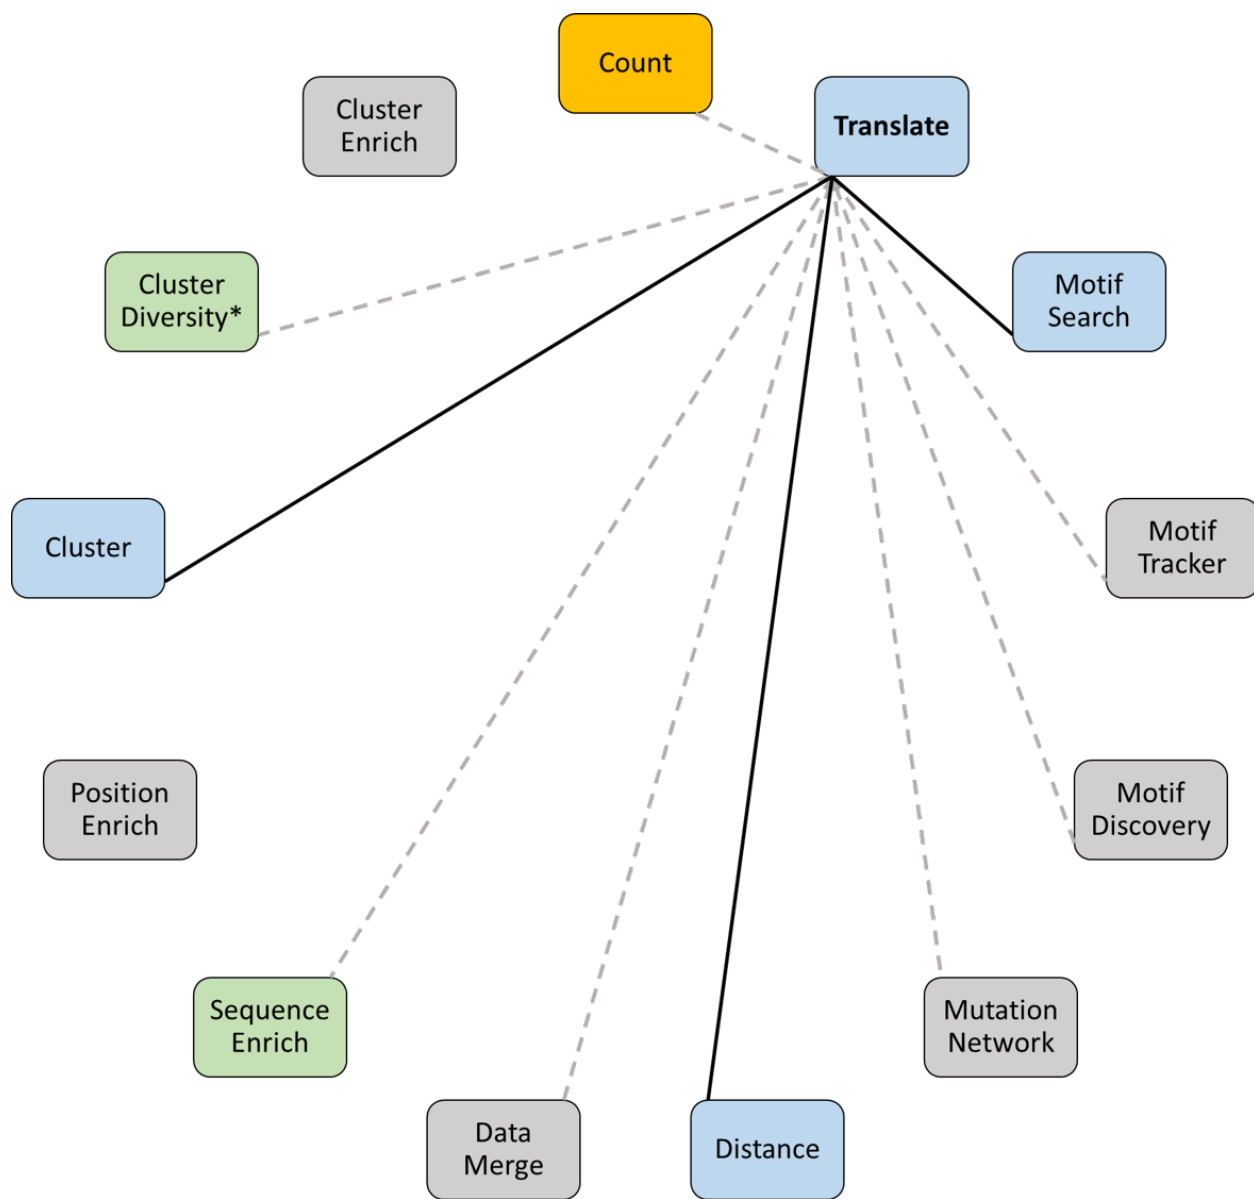 Count
Cluster
Enrich
Translate
Cluster
Diversity*
Motif
Search
Cluster
Motif
Tracker
Position
Enrich
Motif
Discovery
Sequence
Enrich
Mutation
Network
Data
Merge
Distance